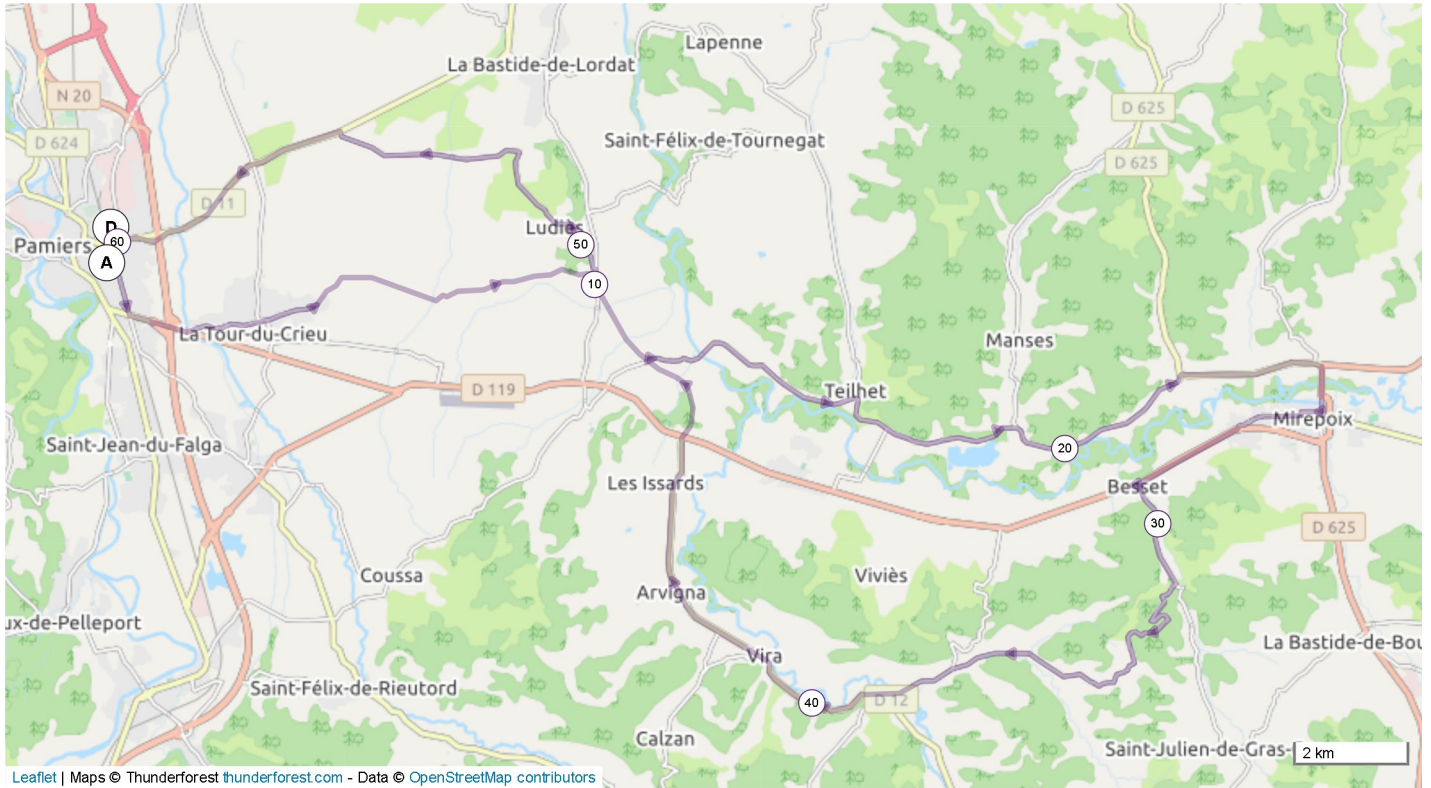 Lapenne
La Bastide-de-Lordat
N 20
D 625
D 624
Saint-Félix-de-Tournegat
D 625
D 11
D
Ludiès
60
Pamiers
50
A
10
La Tour-du-Crieu
Manses
D 119
Teilhet
Mirepoix
Saint-Jean-du-Falga
20
Les Issards
Besset
30
D 625
Coussa
Viviès
Arvigna
ux-de-Pelleport
La Bastide-de-Bou
Vira
Saint-Félix-de-Rieutord
40
D 12
Calzan
Saint-Julien-de-Gras-
2 km
Leaflet | Maps © Thunderforest thunderforest.com - Data © OpenStreetMap contributors